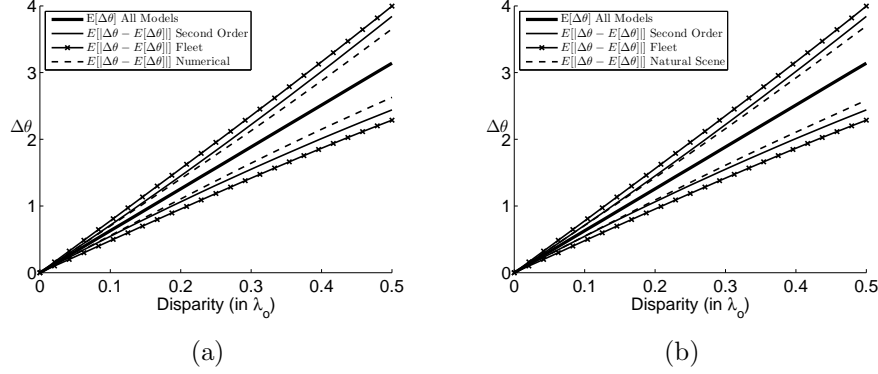 4
3
2
1
0
Δθ
E[Δθ] All Models
E[|Δθ − E[Δθ]|] Second Order
E[|Δθ − E[Δθ]|] Fleet
E[|Δθ − E[Δθ]|] Numerical
0 0.1 0.2 0.3 0.4 0.5
Disparity (in λo)
(a)
4
3
2
1
0
Δθ
E[Δθ] All Models
E[|Δθ − E[Δθ]|] Second Order
E[|Δθ − E[Δθ]|] Fleet
E[|Δθ − E[Δθ]|] Natural Scene
0 0.1 0.2 0.3 0.4 0.5
Disparity (in λo)
(b)